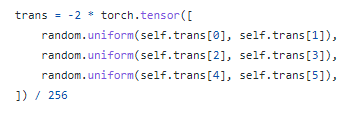 trans = -2 * torch.tensor([
    random.uniform(self.trans[0], self.trans[1]),
    random.uniform(self.trans[2], self.trans[3]),
    random.uniform(self.trans[4], self.trans[5]),
]) / 256